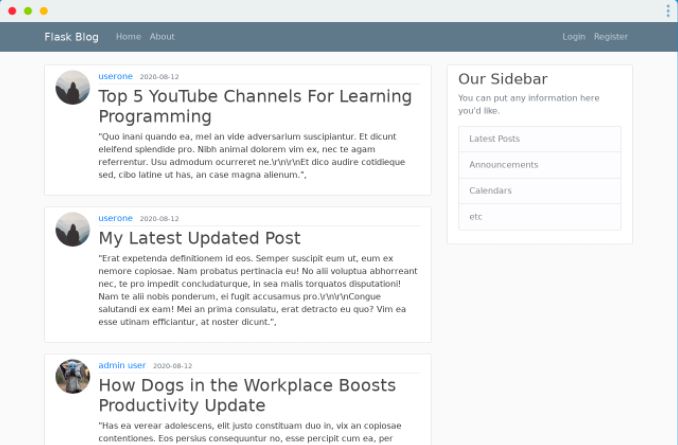 Flask Blog Home About Login Register
userone 2020-08-12
Top 5 YouTube Channels For Learning
Programming
"Quo inani quando ea, mel an vide adversarium suscipiantur. Et dicunt
eleifend splendide pro. Nibh animal dolorem vim ex, nec te agam
referrentur. Usu admodum ocurreret ne.\r\n\r\nEt dico audire cotidieque
sed, cibo latine ut has, an case magna alienum.",
userone 2020-08-12
My Latest Updated Post
"Erat expetenda definitionem id eos. Semper suscipit eum ut, eum ex
nemore copiosae. Nam probatus pertinacia eu! No alii voluptua abhorreant
nec, te pro impedit concludaturque, in sea malis torquatos disputationi!
Nam te alii nobis ponderum, ei fugit accusamus pro.\r\n\r\nCongue
salutandi ex eam! Mei an prima consulatu, erat detracto eu quo? Vim ea
esse utinam efficiantur, at noster dicunt.",
admin user 2020-08-12
How Dogs in the Workplace Boosts
Productivity Update
"Has ea verear adolescens, elit justo constituam duo in, vix an copiosae
contentiones. Eos persius consequuntur no, esse percipit cum ea, per
Our Sidebar
You can put any information here
you'd like.
Latest Posts
Announcements
Calendars
etc